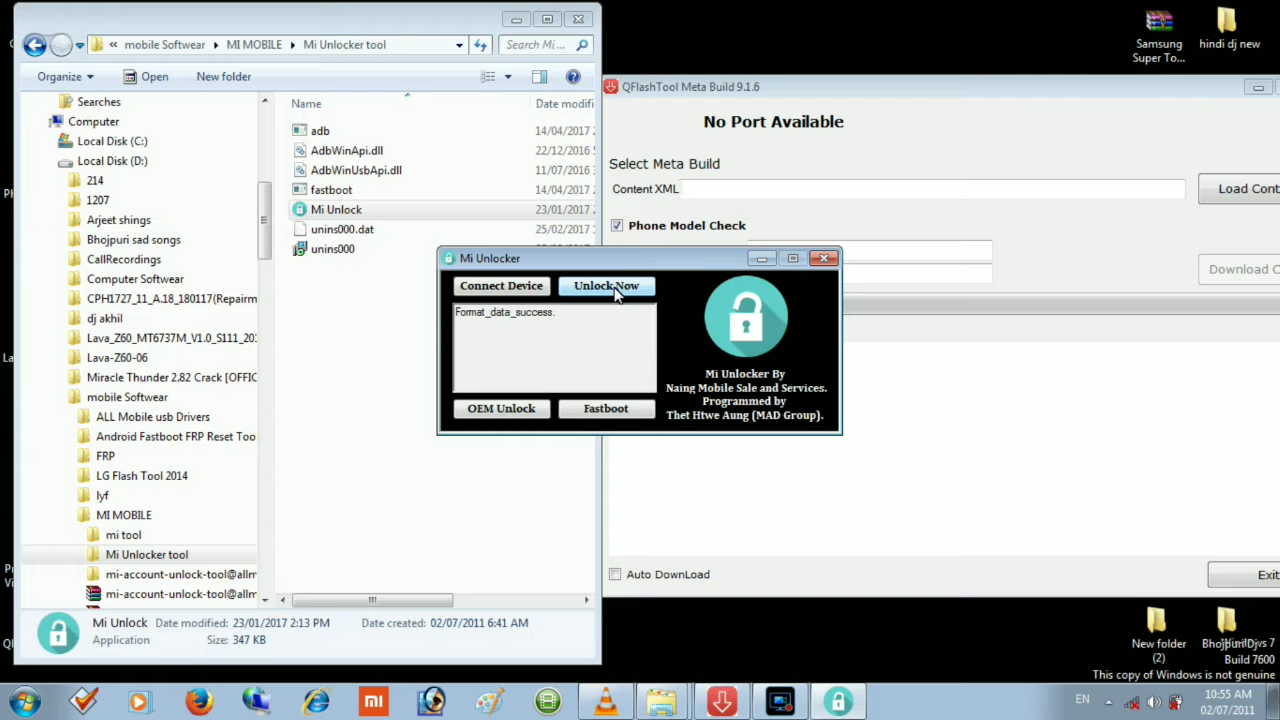 Samsung
Super To...
hindi dj new
« mobile Softwear MI MOBILE Mi Unlocker tool
Search Mi ...
Organize Open New folder
Searches
Computer
Local Disk (C:)
Local Disk (D:)
214
1207
Arjeet shings
Bhojpuri sad songs
CallRecordings
Computer Softwar
CPH1727_11_A.18_180117(Repairm
dj akhil
Lava_Z60_MT6737M_V1.0_S111_201
Lava-Z60-06
Miracle Thunder 2.82 Crack [OFFIC
mobile Softwear
ALL Mobile usb Drivers
Android Fastboot FRP Reset Too
FRP
LG Flash Tool 2014
lyf
MI MOBILE
mi tool
Mi Unlocker tool
mi-account-unlock-tool@allm
mi-account-unlock-tool@allm
Name Date modifi
adb 14/04/2017 2
AdbWinApi.dll 22/12/2016
AdbWinUsbApi.dll 11/07/2016 3
fastboot 14/04/2017 2
Mi Unlock 23/01/2017 2
unins000.dat 25/02/2017
unins000
Mi Unlock Date modified: 23/01/2017 2:13 PM Date created: 02/07/2011 6:41 AM
Application Size: 347 KB
QFlashTool Meta Build 9.1.6
No Port Available
Select Meta Build
Content XML
Load Cont
Phone Model Check
Download C
Auto DownLoad
Exit
Mi Unlocker
Connect Device Unlock Now
Format_data_success.
OEM Unlock Fastboot
Mi Unlocker By
Naing Mobile Sale and Services.
Programmed by
Thet Htwe Aung (MAD Group).
New folder
(2)
Build 7600
This copy of Windows is not genuine
mi
EN
10:55 AM
02/07/2011